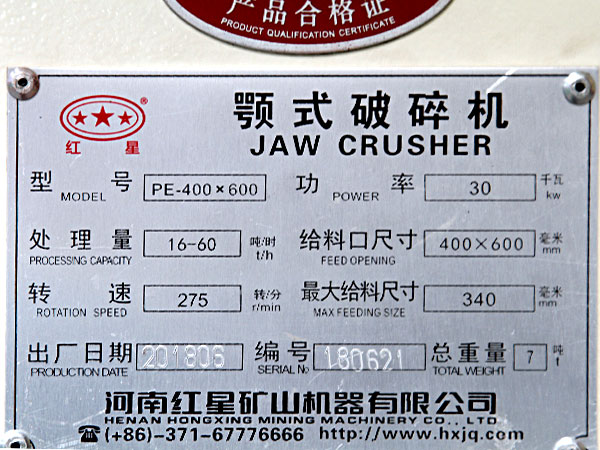 产品合格证
PRODUCT QUALIFICATION CERTIFICATE
颚式破碎机
JAW CRUSHER
®
红星
型号 MODEL PE-400×600 功率 POWER 30 千瓦 kw
处理量 PROCESSING CAPACITY 16-60 吨/时 t/h 给料口尺寸 FEED OPENING 400×600 毫米 mm
转速 ROTATION SPEED 275 转/分 r/min 最大给料尺寸 MAX FEEDING SIZE 340 毫米 mm
出厂日期 PRODUCTION DATE 201806 编号 SERIAL No 180621 总重量 TOTAL WEIGHT 7 吨 t
河南红星矿山机器有限公司
HENAN HONGXING MINING MACHINERY CO., LTD
☎(+86)-371-67776666 http://www.hxjq.com